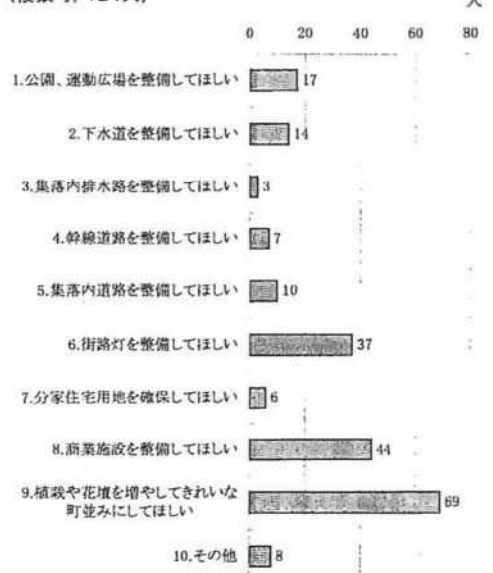 人
0 20 40 60 80
1.公園、運動広場を整備してほしい 17
2.下水道を整備してほしい 14
3.集落内排水路を整備してほしい 3
4.幹線道路を整備してほしい 7
5.集落内道路を整備してほしい 10
6.街路灯を整備してほしい 37
7.分家住宅用地を確保してほしい 6
8.商業施設を整備してほしい 44
9.植栽や花壇を増やしてきれいな
町並みにしてほしい 69
10.その他 8